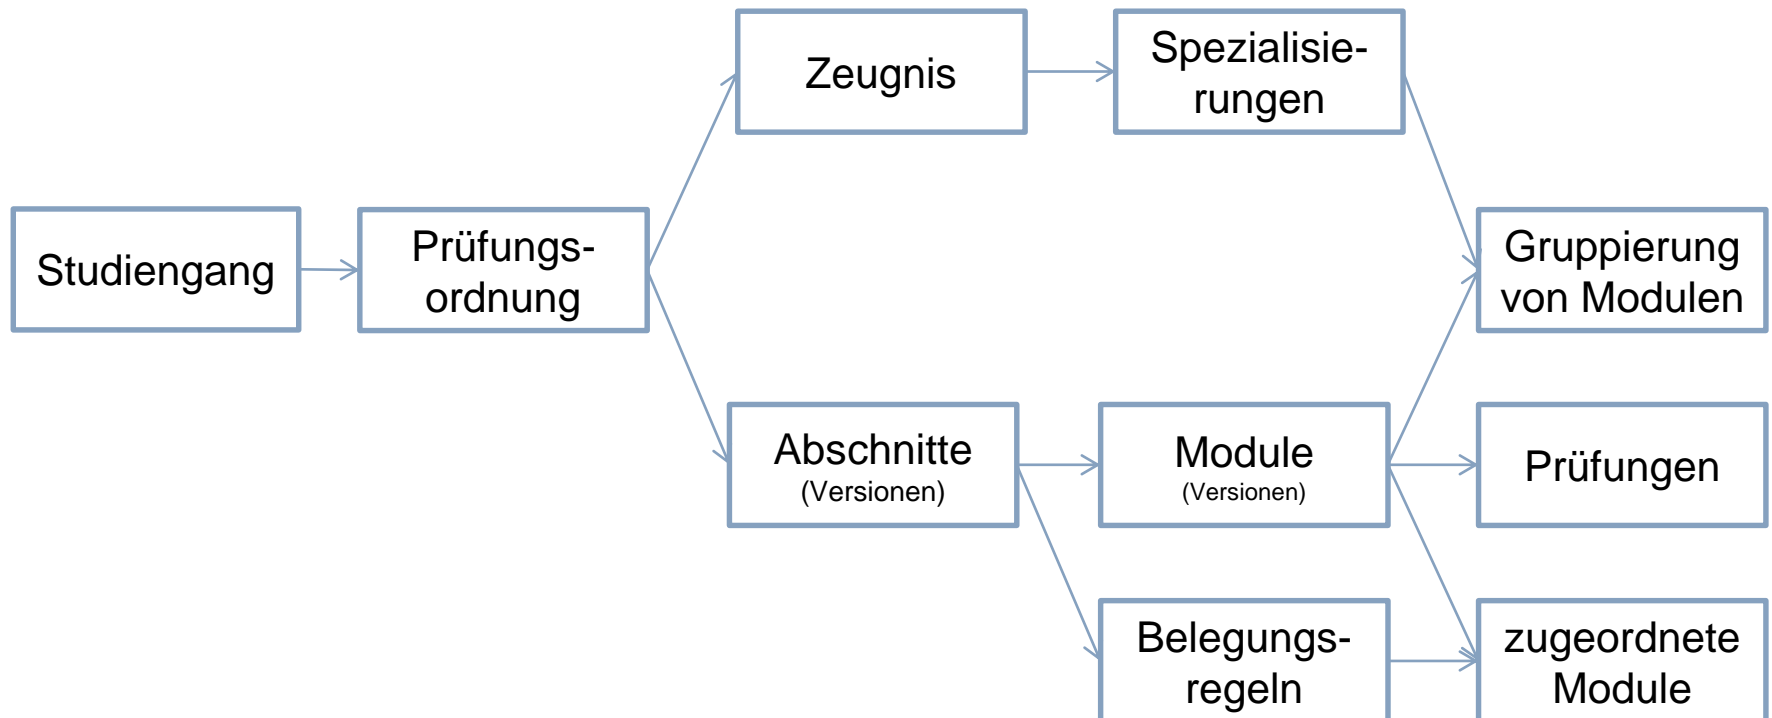 Zeugnis
Spezialisie-
rungen
Studiengang
Prüfungs-
ordnung
Gruppierung
von Modulen
Abschnitte
(Versionen)
Module
(Versionen)
Prüfungen
Belegungs-
regeln
zugeordnete
Module